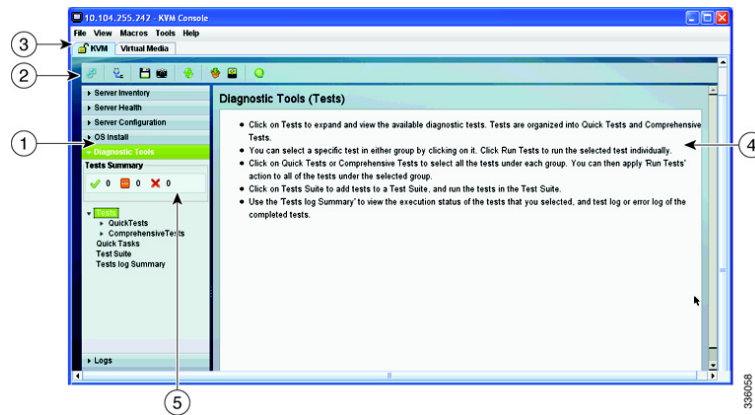 10.104.255.242 - KVM Console
File View Macros Tools Help
3
KVM Virtual Media
2
Server Inventory
Server Health
Server Configuration
1
OS Install
Diagnostic Tools
Tests Summary
0 0 0
Tests
QuickTests
ComprehensiveTests
Quick Tasks
Test Suite
Tests log Summary
Logs
Diagnostic Tools (Tests)
Click on Tests to expand and view the available diagnostic tests. Tests are organized into Quick Tests and Comprehensive
Tests.
You can select a specific test in either group by clicking on it. Click Run Tests to run the selected test individually.
Click on Quick Tests or Comprehensive Tests to select all the tests under each group. You can then apply 'Run Tests'
action to all of the tests under the selected group.
Click on Tests Suite to add tests to a Test Suite, and run the tests in the Test Suite.
Use the 'Tests log Summary' to view the execution status of the tests that you selected, and test log or error log of the
completed tests.
4
5
336058